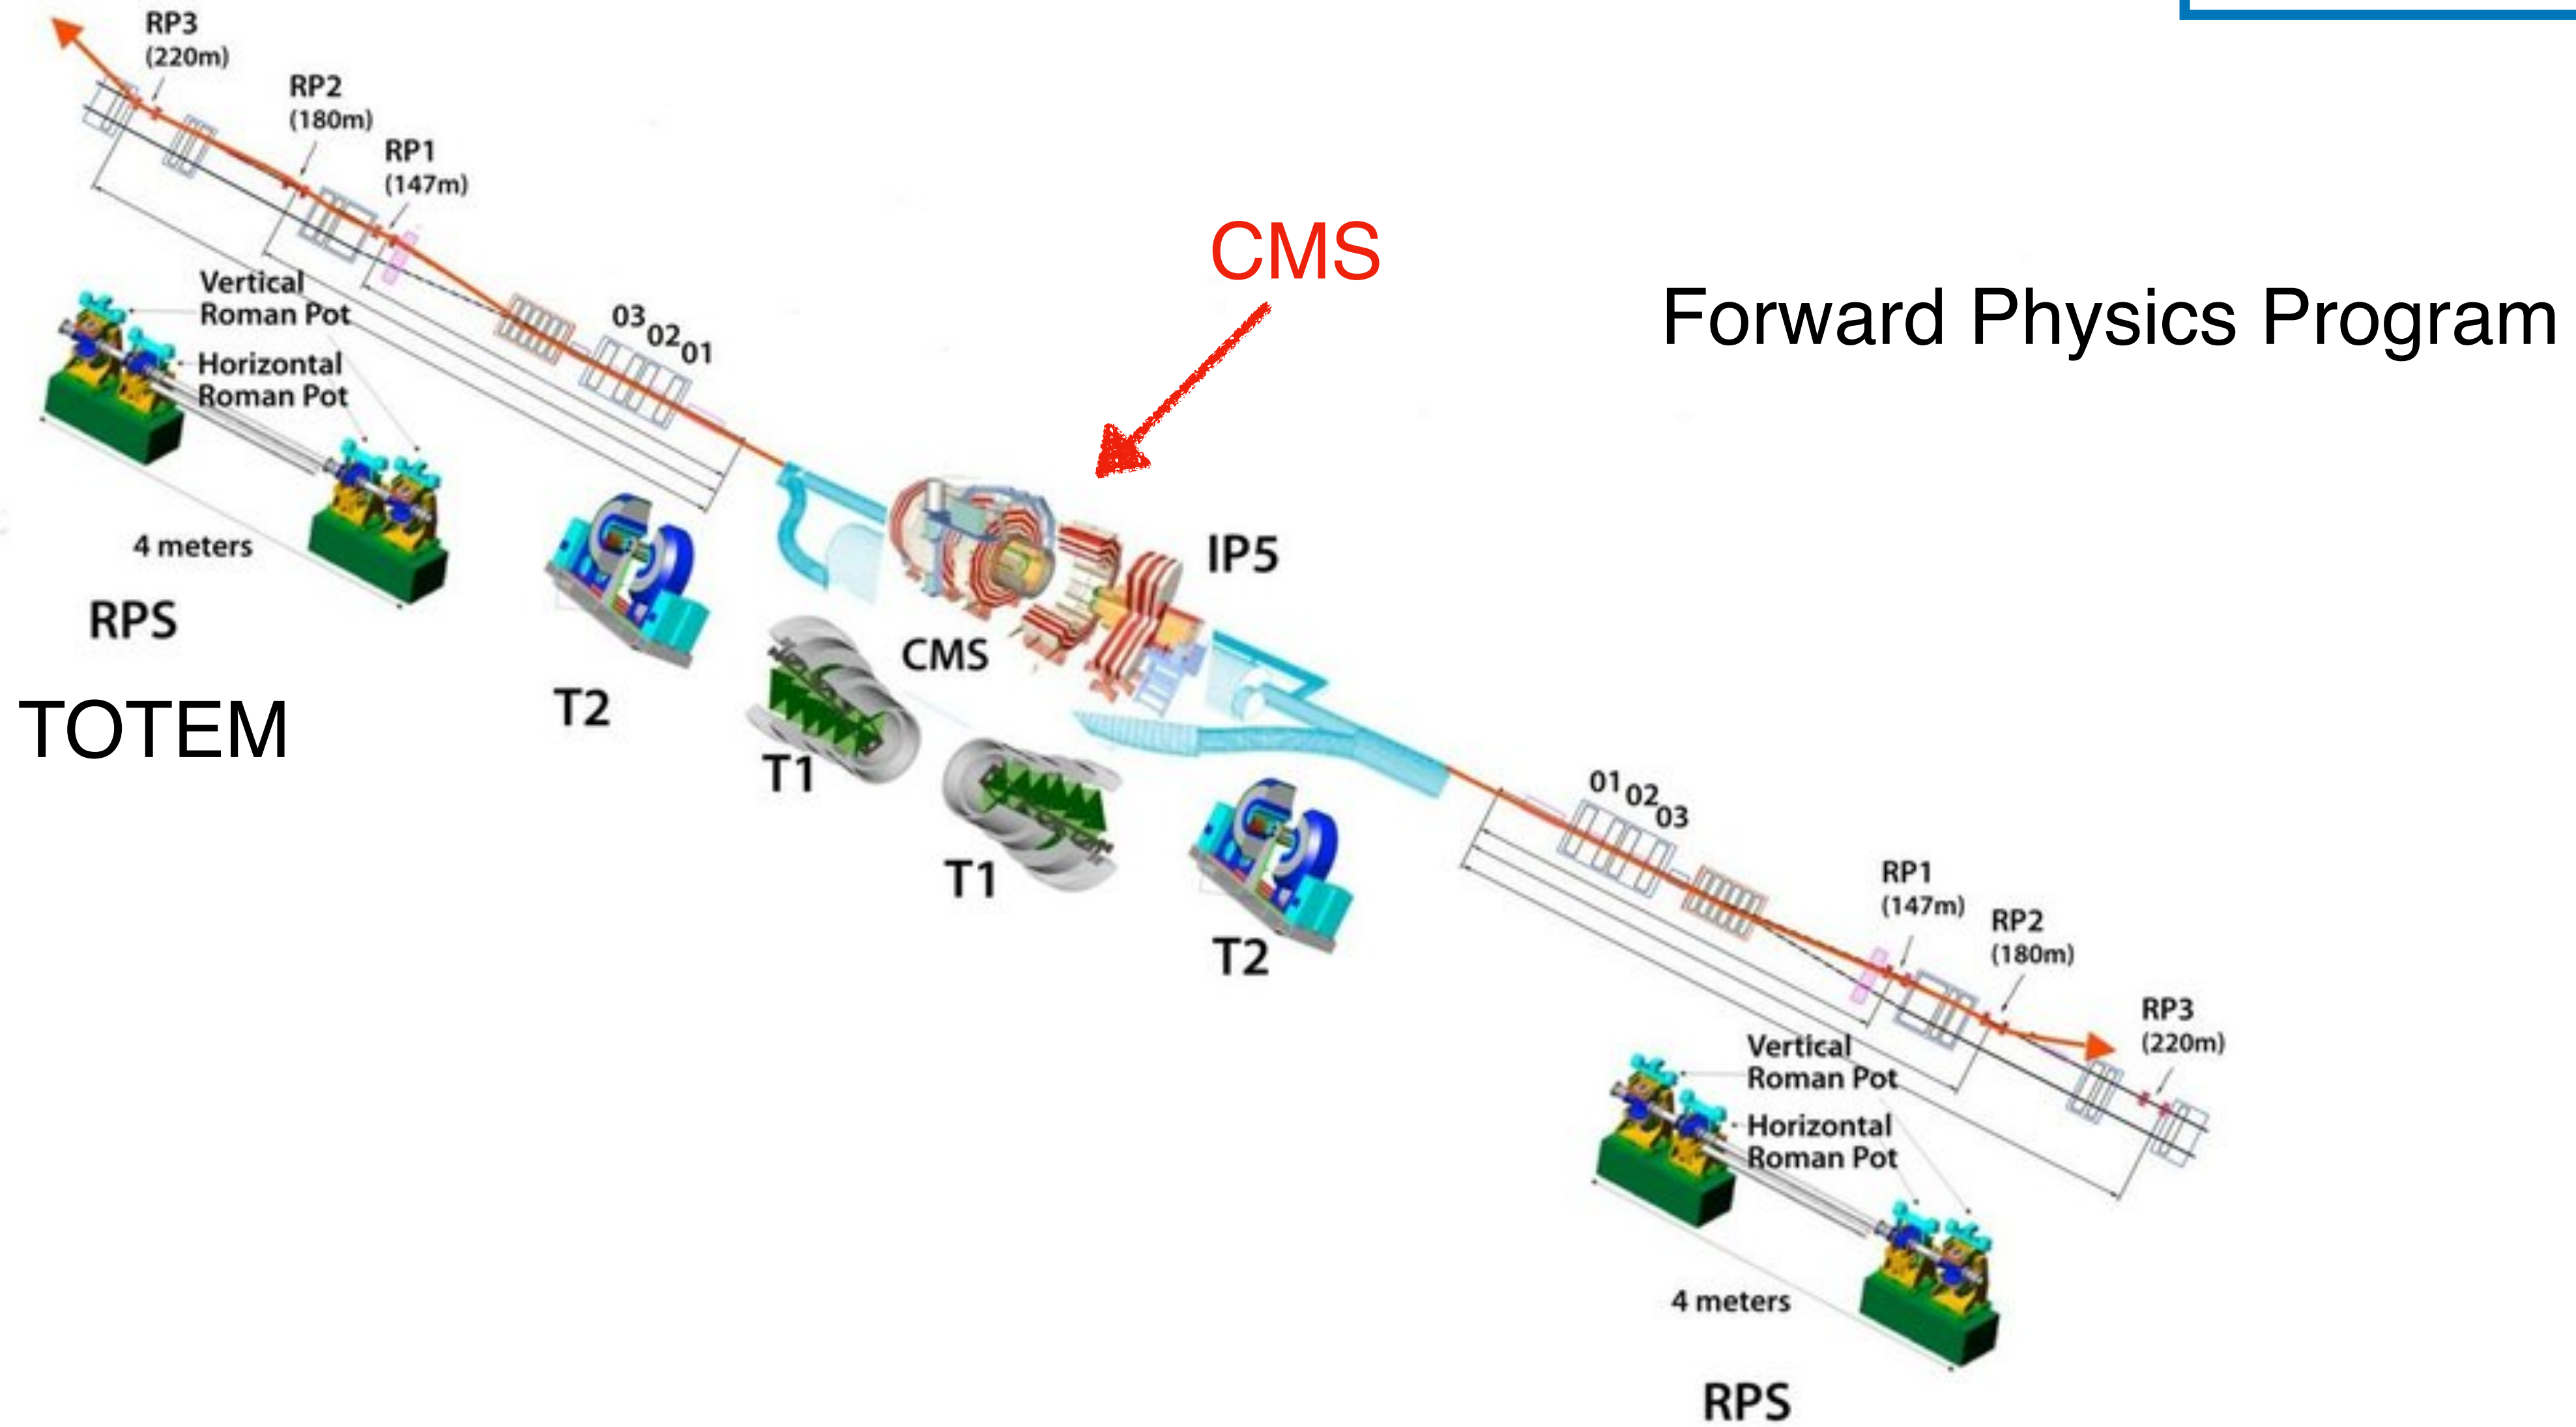 RP3
(220m)
RP2
(180m)
RP1
(147m)
CMS
Forward Physics Program
Vertical
Roman Pot
Horizontal
Roman Pot
03 02 01
4 meters
RPS
TOTEM
IP5
CMS
T2
T1
T1
T2
01 02 03
RP1
(147m)
RP2
(180m)
RP3
(220m)
Vertical
Roman Pot
Horizontal
Roman Pot
4 meters
RPS